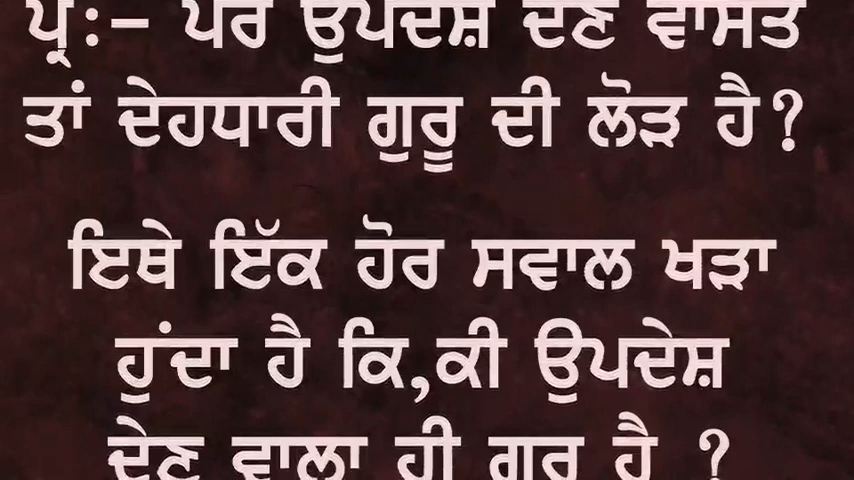 ਪ੍ਰ:- ਪਰ ਉਪਦੇਸ਼ ਦੇਣ ਵਾਸਤੇ
ਤਾਂ ਦੇਹਧਾਰੀ ਗੁਰੂ ਦੀ ਲੋੜ ਹੈ?
ਇਥੇ ਇੱਕ ਹੋਰ ਸਵਾਲ ਖੜਾ
ਹੁੰਦਾ ਹੈ ਕਿ,ਕੀ ਉਪਦੇਸ਼
ਦੇਣ ਵਾਲਾ ਹੀ ਗੁਰੂ ਹੈ ?